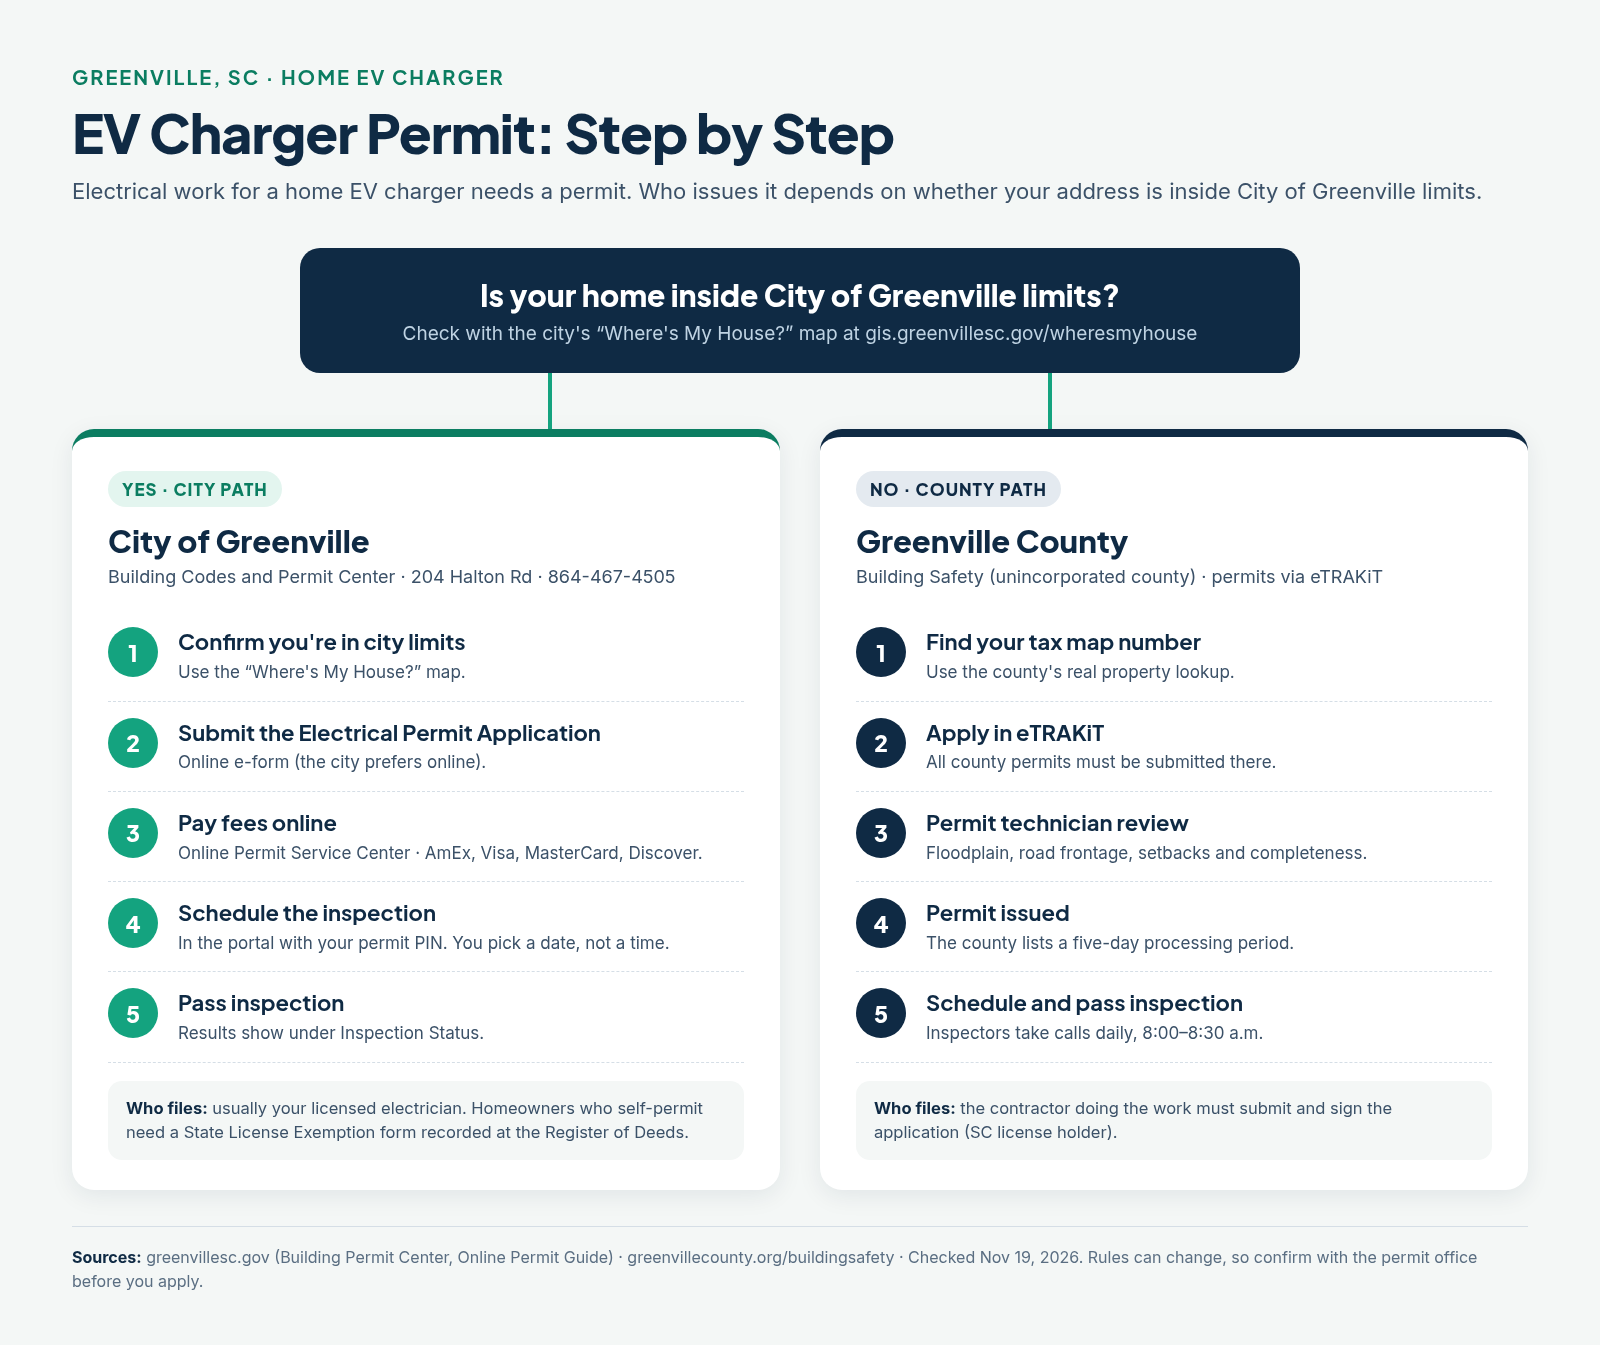 GREENVILLE, SC · HOME EV CHARGER
EV Charger Permit: Step by Step
Electrical work for a home EV charger needs a permit. Who issues it depends on whether your address is inside City of Greenville limits.
Is your home inside City of Greenville limits?
Check with the city's “Where's My House?” map at gis.greenvillesc.gov/wheresmyhouse
YES · CITY PATH
City of Greenville
Building Codes and Permit Center · 204 Halton Rd · 864-467-4505
1
Confirm you're in city limits
Use the “Where's My House?” map.
2
Submit the Electrical Permit Application
Online e-form (the city prefers online).
3
Pay fees online
Online Permit Service Center · AmEx, Visa, MasterCard, Discover.
4
Schedule the inspection
In the portal with your permit PIN. You pick a date, not a time.
5
Pass inspection
Results show under Inspection Status.
Who files: usually your licensed electrician. Homeowners who self-permit
need a State License Exemption form recorded at the Register of Deeds.
NO · COUNTY PATH
Greenville County
Building Safety (unincorporated county) · permits via eTRAKiT
1
Find your tax map number
Use the county's real property lookup.
2
Apply in eTRAKiT
All county permits must be submitted there.
3
Permit technician review
Floodplain, road frontage, setbacks and completeness.
4
Permit issued
The county lists a five-day processing period.
5
Schedule and pass inspection
Inspectors take calls daily, 8:00–8:30 a.m.
Who files: the contractor doing the work must submit and sign the
application (SC license holder).
Sources: greenvillesc.gov (Building Permit Center, Online Permit Guide) · greenvillecounty.org/buildingsafety · Checked Nov 19, 2026. Rules can change, so confirm with the permit office
before you apply.